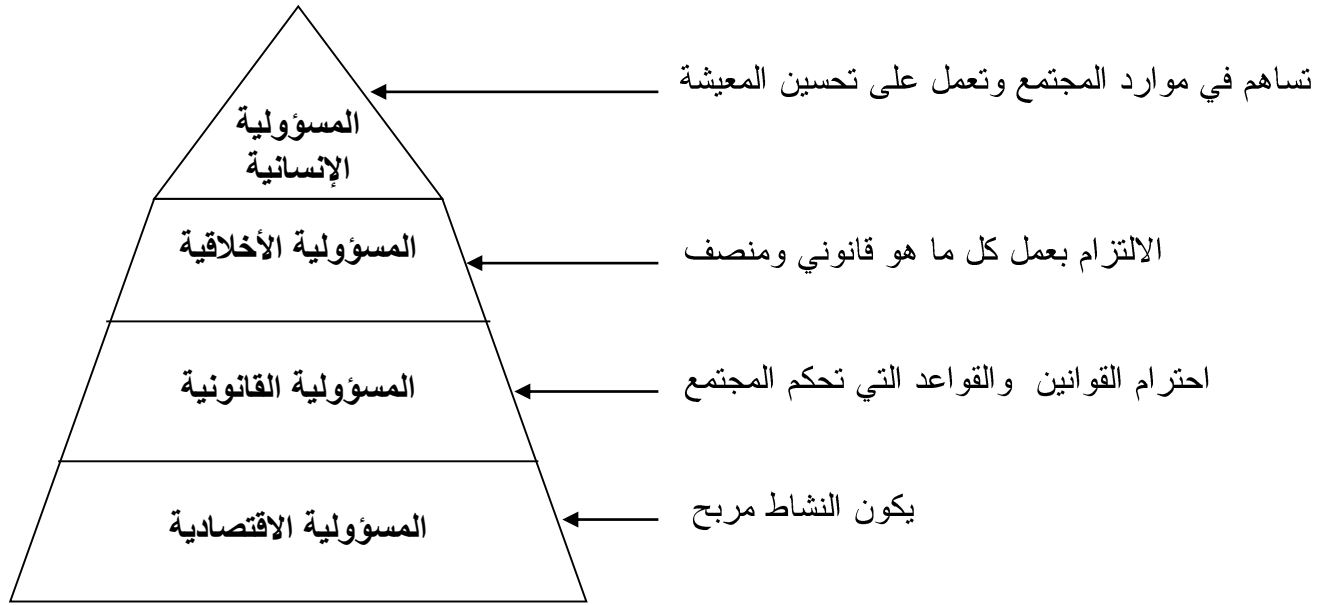 تساهم في موارد المجتمع وتعمل على تحسين المعيشة
المسؤولية
الإنسانية
المسؤولية الأخلاقية
الالتزام بعمل كل ما هو قانوني ومنصف
المسؤولية القانونية
احترام القوانين والقواعد التي تحكم المجتمع
المسؤولية الاقتصادية
يكون النشاط مربح